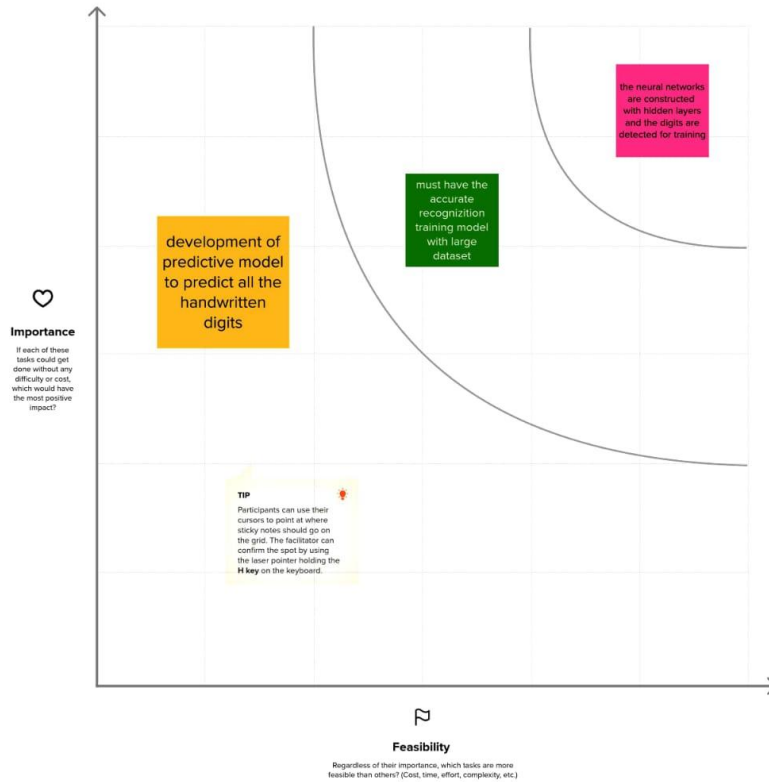 the neural networks
are constructed
with hidden layers
and the digits are
detected for training
must have the
accurate
recognizition
training model
with large
dataset
development of
predictive model
to predict all the
handwritten
digits
Importance
If each of these
tasks could get
done without any
difficulty or cost,
which would have
the most positive
impact?
TIP
Participants can use their
cursors to point at where
sticky notes should go on
the grid. The facilitator can
confirm the spot by using
the laser pointer holding the
H key on the keyboard.
Feasibility
Regardless of their importance, which tasks are more
feasible than others? (Cost, time, effort, complexity, etc.)